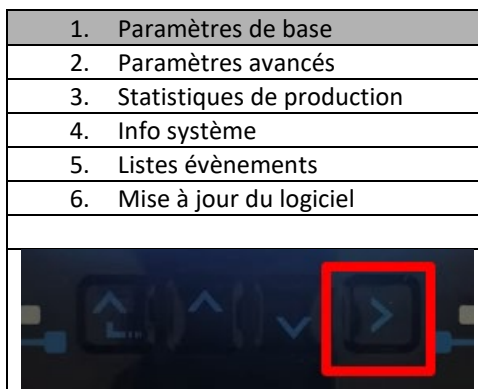 1. Paramètres de base
2. Paramètres avancés
3. Statistiques de production
4. Info système
5. Listes évènements
6. Mise à jour du logiciel